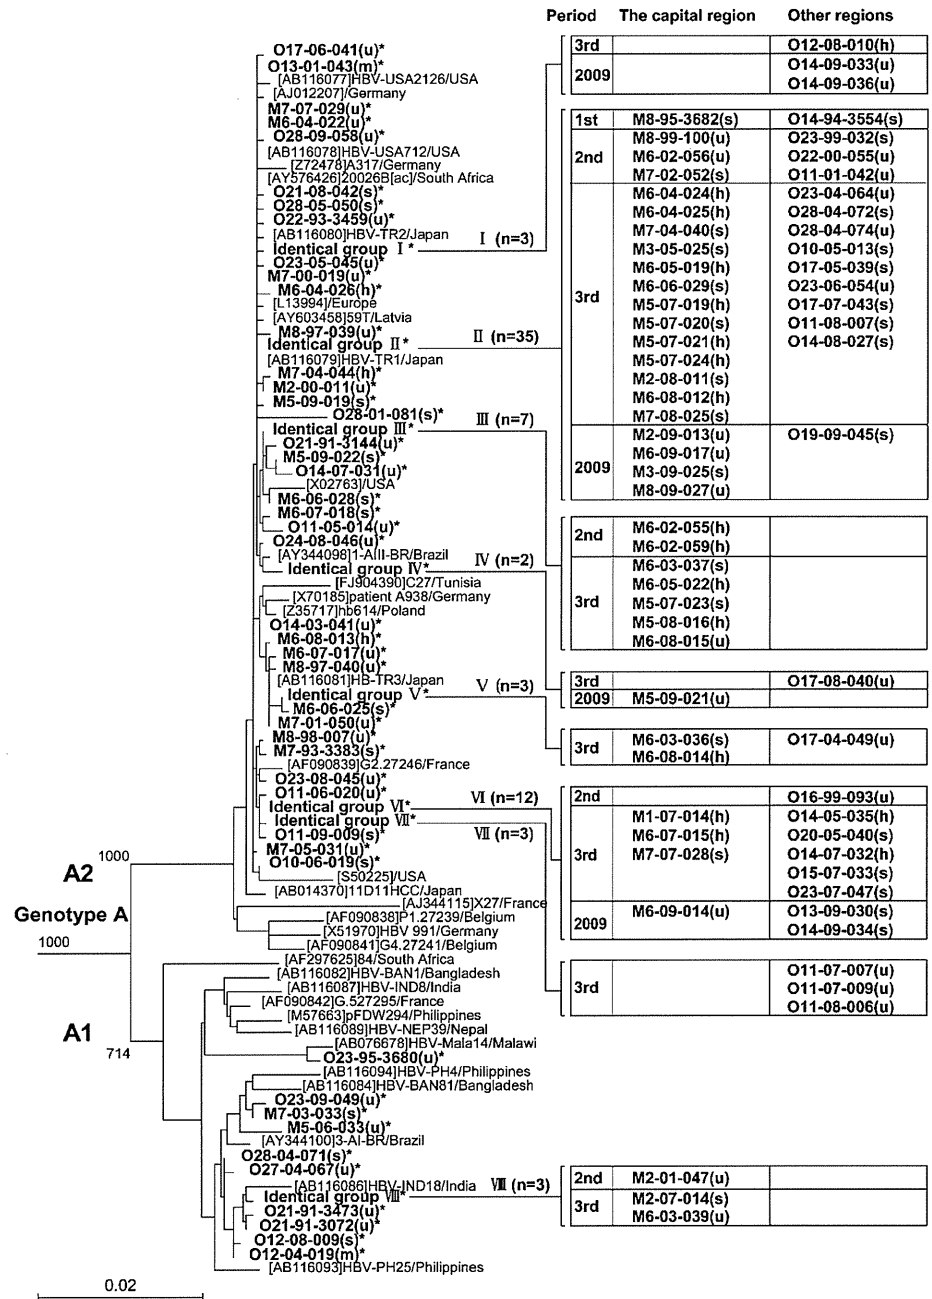 Period The capital region Other regions
O17-06-041(u)*
O13-01-043(m)*
[AB116077]HBV-USA2126/USA
[AJ012207]/Germany
M7-07-029(u)*
M6-04-022(u)*
O28-09-058(u)*
[AB116078]HBV-USA712/USA
[Z72478]A317/Germany
[AY576426]20026B[ac]/South Africa
O21-08-042(s)*
O28-05-050(s)*
O22-93-3459(u)*
[AB116080]HBV-TR2/Japan
Identical group Ⅰ*
O23-05-045(u)*
M7-00-019(u)*
M6-04-026(h)*
[L13994]/Europe
[AY603458]59T/Latvia
M8-97-039(u)*
Identical group Ⅱ*
[AB116079]HBV-TR1/Japan
M7-04-044(h)*
M2-00-011(u)*
M5-09-019(s)*
O28-01-081(s)*
Identical group Ⅲ*
O21-91-3144(u)*
M5-09-022(s)*
O14-07-031(u)*
[X02763]/USA
M6-06-028(s)*
M6-07-018(s)*
O11-05-014(u)*
O24-08-046(u)*
[AY344098]1-AIII-BR/Brazil
Identical group Ⅳ*
[FJ904390]C27/Tunisia
[X70185]patient A938/Germany
[Z35717]hb614/Poland
O14-03-041(u)*
M6-08-013(h)*
M6-07-017(u)*
M8-97-040(u)*
[AB116081]HB-TR3/Japan
Identical group Ⅴ*
M6-06-025(s)*
M7-01-050(u)*
M8-98-007(u)*
M7-93-3383(s)*
[AF090839]G2.27246/France
O23-08-045(u)*
O11-06-020(u)*
Identical group Ⅵ*
Identical group Ⅶ*
O11-09-009(s)*
M7-05-031(u)*
O10-06-019(s)*
[S50225]/USA
[AB014370]11D11HCC/Japan
[AJ344115]X27/France
[AF090838]P1.27239/Belgium
[X51970]HBV 991/Germany
[AF090841]G4.27241/Belgium
[AF297625]84/South Africa
[AB116082]HBV-BAN1/Bangladesh
[AB116087]HBV-IND8/India
[AF090842]G.527295/France
[M57663]pFDW294/Philippines
[AB116089]HBV-NEP39/Nepal
[AB076678]HBV-Mala14/Malawi
O23-95-3680(u)*
[AB116094]HBV-PH4/Philippines
[AB116084]HBV-BAN81/Bangladesh
O23-09-049(u)*
M7-03-033(s)*
M5-06-033(u)*
[AY344100]3-AI-BR/Brazil
O28-04-071(s)*
O27-04-067(u)*
[AB116086]HBV-IND18/India
Identical group Ⅷ*
O21-91-3473(u)*
O21-91-3072(u)*
O12-08-009(s)*
O12-04-019(m)*
[AB116093]HBV-PH25/Philippines
A2
1000
Genotype A
1000
A1
714
0.02
Ⅰ (n=3)
3rd O12-08-010(h)
2009 O14-09-033(u)
O14-09-036(u)
Ⅱ (n=35)
1st M8-95-3682(s) O14-94-3554(s)
2nd M8-99-100(u) O23-99-032(s)
M6-02-056(u) O22-00-055(u)
M7-02-052(s) O11-01-042(u)
3rd M6-04-024(h) O23-04-064(u)
M6-04-025(h) O28-04-072(s)
M7-04-040(s) O28-04-074(u)
M3-05-025(s) O10-05-013(s)
M6-05-019(h) O17-05-039(s)
M6-06-029(s) O23-06-054(u)
M5-07-019(h) O17-07-043(s)
M5-07-020(s) O11-08-007(s)
M5-07-021(h) O14-08-027(s)
M5-07-024(h)
M2-08-011(s)
M6-08-012(h)
M7-08-025(s)
2009 M2-09-013(u) O19-09-045(s)
M6-09-017(u)
M3-09-025(s)
M8-09-027(u)
Ⅲ (n=7)
2nd M6-02-055(h)
M6-02-059(h)
3rd M6-03-037(s)
M6-05-022(h)
M5-07-023(s)
M5-08-016(h)
M6-08-015(u)
Ⅳ (n=2)
3rd O17-08-040(u)
2009 M5-09-021(u)
Ⅴ (n=3)
3rd M6-03-036(s) O17-04-049(u)
M6-08-014(h)
Ⅵ (n=12)
2nd O16-99-093(u)
3rd M1-07-014(h) O14-05-035(h)
M6-07-015(h) O20-05-040(s)
M7-07-028(s) O14-07-032(h)
O15-07-033(s)
O23-07-047(s)
2009 M6-09-014(u) O13-09-030(s)
O14-09-034(s)
Ⅶ (n=3)
3rd O11-07-007(u)
O11-07-009(u)
O11-08-006(u)
Ⅷ (n=3)
2nd M2-01-047(u)
3rd M2-07-014(s)
M6-03-039(u)